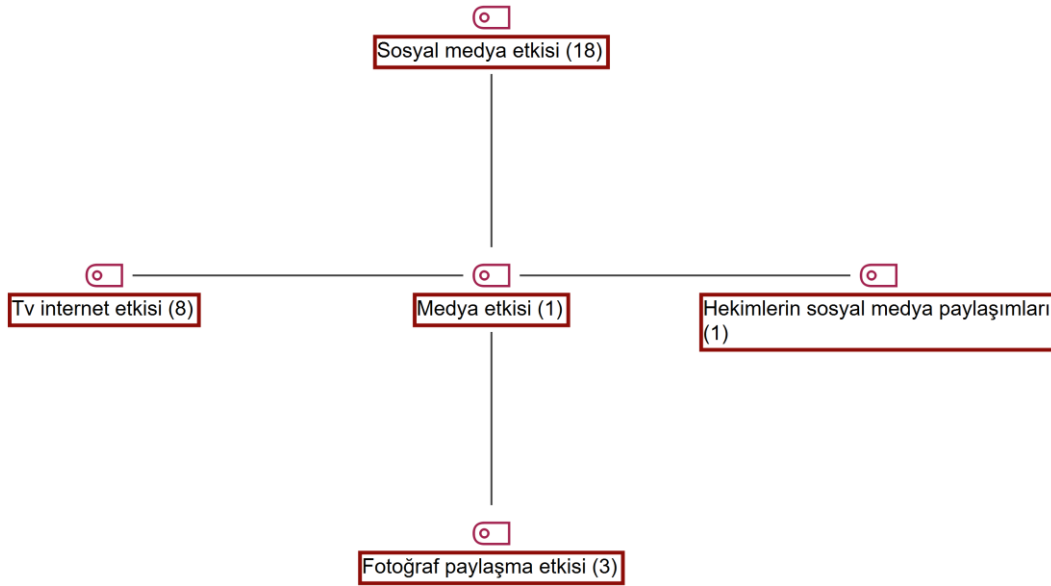 Sosyal medya etkisi (18)
Tv internet etkisi (8)
Medya etkisi (1)
Hekimlerin sosyal medya paylaşımları
(1)
Fotoğraf paylaşma etkisi (3)